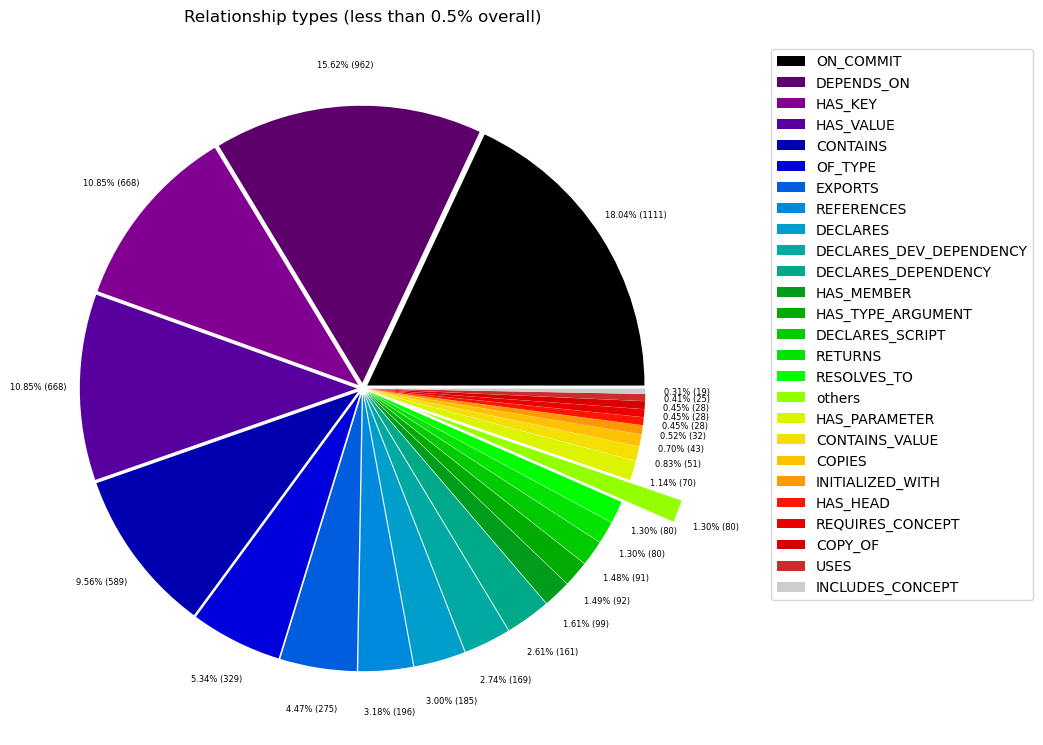 Relationship types (less than 0.5% overall)
18.04% (1111)
15.62% (962)
10.85% (668)
10.85% (668)
9.56% (589)
5.34% (329)
4.47% (275)
3.18% (196)
3.00% (185)
2.74% (169)
2.61% (161)
1.61% (99)
1.49% (92)
1.48% (91)
1.30% (80)
1.30% (80)
1.30% (80)
1.14% (70)
0.83% (51)
0.70% (43)
0.52% (32)
0.45% (28)
0.45% (28)
0.45% (28)
0.41% (25)
0.31% (19)
ON_COMMIT
DEPENDS_ON
HAS_KEY
HAS_VALUE
CONTAINS
OF_TYPE
EXPORTS
REFERENCES
DECLARES
DECLARES_DEV_DEPENDENCY
DECLARES_DEPENDENCY
HAS_MEMBER
HAS_TYPE_ARGUMENT
DECLARES_SCRIPT
RETURNS
RESOLVES_TO
others
HAS_PARAMETER
CONTAINS_VALUE
COPIES
INITIALIZED_WITH
HAS_HEAD
REQUIRES_CONCEPT
COPY_OF
USES
INCLUDES_CONCEPT